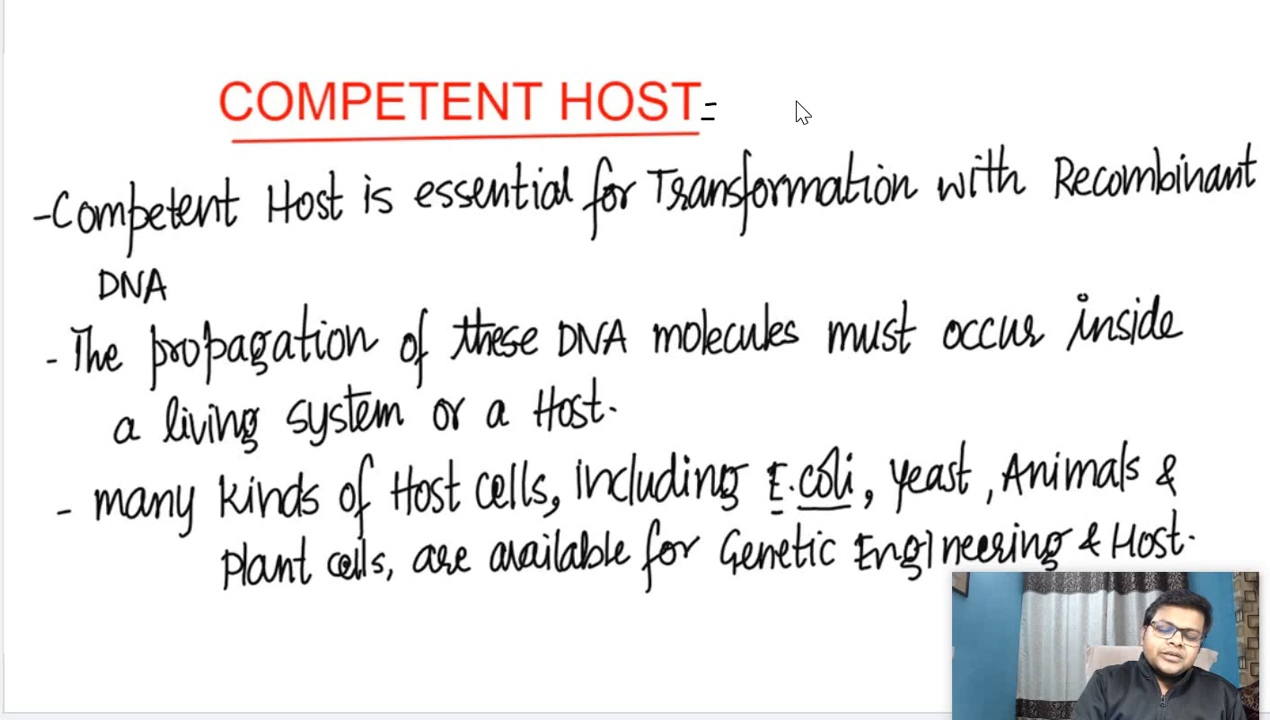 COMPETENT HOST=
-Competent Host is essential for Transformation with Recombinant
DNA
- The propagation of these DNA molecules must occur inside
a living system or a Host.
- many kinds of Host cells, including E.coli, yeast, Animals &
plant cells, are available for Genetic Engineering & Host.